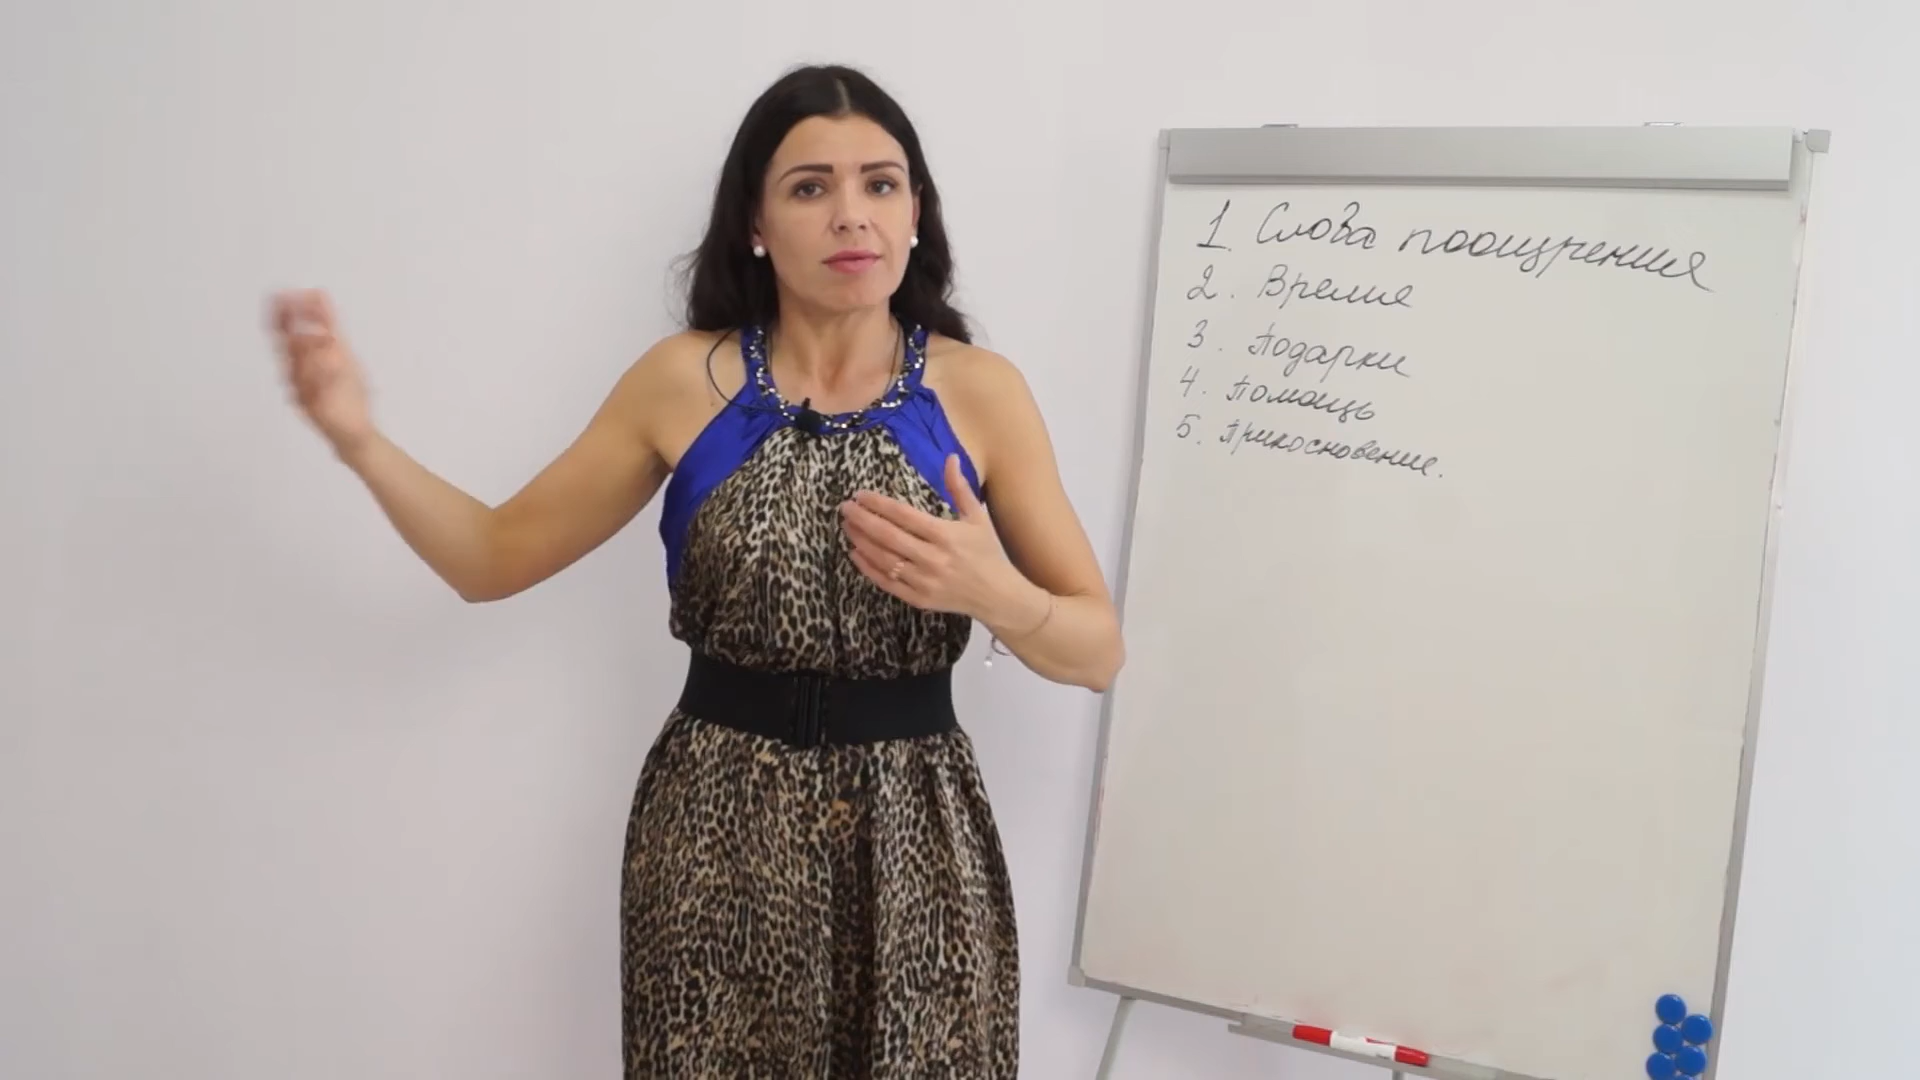 1. Слова поощрения
2. Время
3. Подарки
4. Помощь
5. Прикосновение.